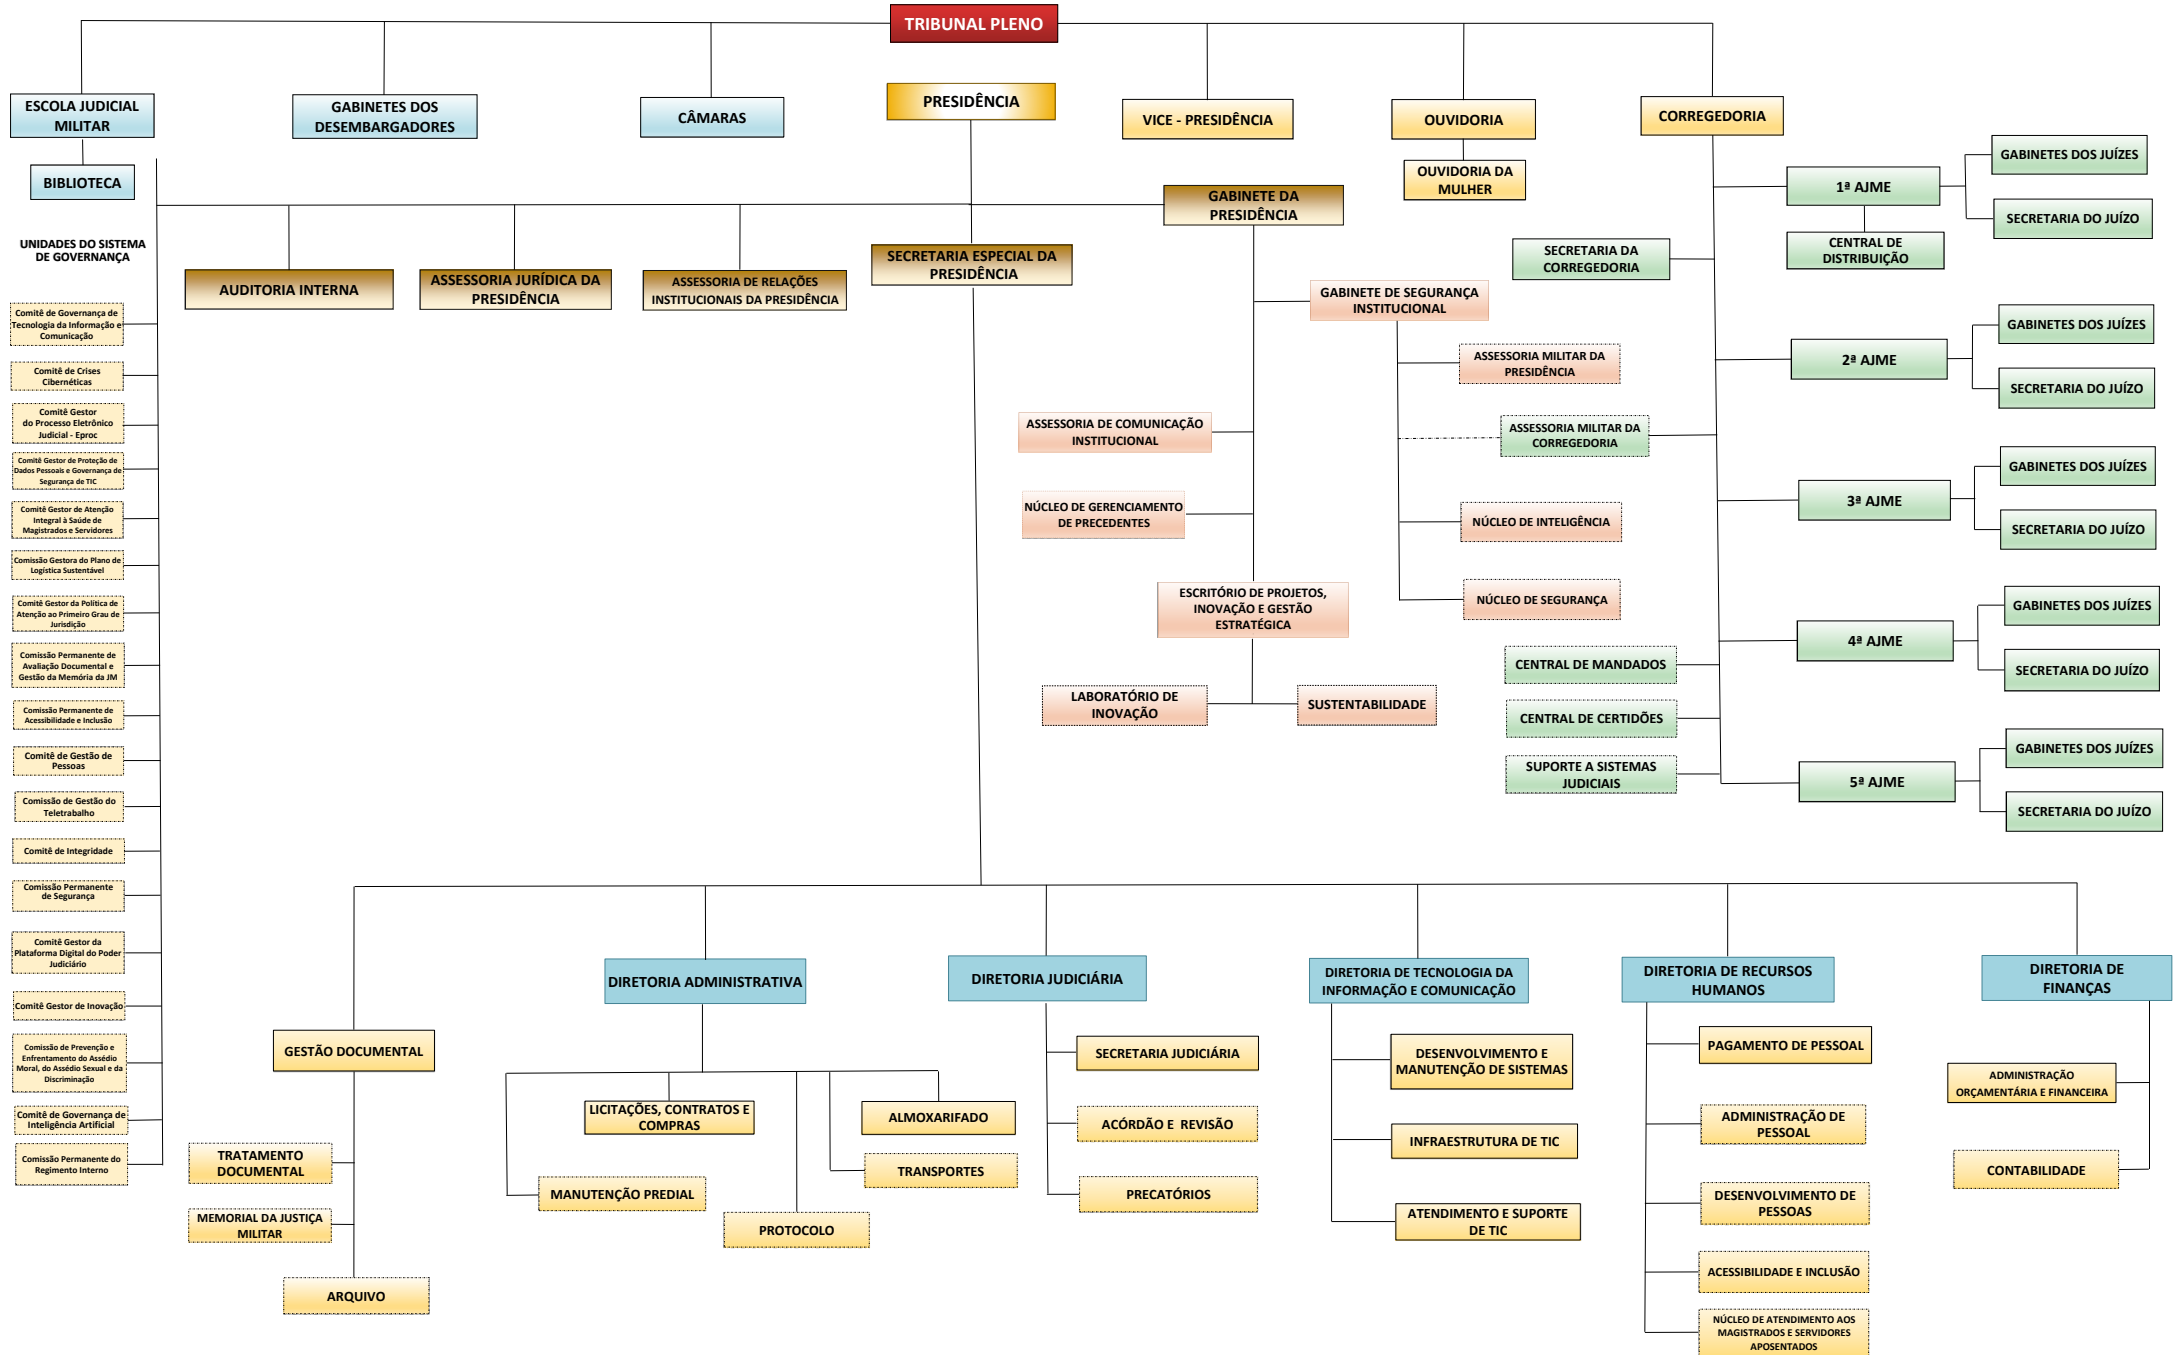 TRIBUNAL PLENO
ESCOLA JUDICIAL
MILITAR
GABINETES DOS
DESEMBARGADORES
CÂMARAS
PRESIDÊNCIA
VICE - PRESIDÊNCIA
OUVIDORIA
CORREGEDORIA
BIBLIOTECA
OUVIDORIA DA
MULHER
GABINETE DA
PRESIDÊNCIA
1ª AJME
GABINETES DOS JUÍZES
SECRETARIA DO JUÍZO
CENTRAL DE
DISTRIBUIÇÃO
UNIDADES DO SISTEMA
DE GOVERNANÇA
AUDITORIA INTERNA
ASSESSORIA JURÍDICA DA
PRESIDÊNCIA
ASSESSORIA DE RELAÇÕES
INSTITUCIONAIS DA PRESIDÊNCIA
SECRETARIA ESPECIAL DA
PRESIDÊNCIA
SECRETARIA DA
CORREGEDORIA
GABINETE DE SEGURANÇA
INSTITUCIONAL
ASSESSORIA MILITAR DA
PRESIDÊNCIA
ASSESSORIA MILITAR DA
CORREGEDORIA
NÚCLEO DE INTELIGÊNCIA
NÚCLEO DE SEGURANÇA
ASSESSORIA DE COMUNICAÇÃO
INSTITUCIONAL
NÚCLEO DE GERENCIAMENTO
DE PRECEDENTES
ESCRITÓRIO DE PROJETOS,
INOVAÇÃO E GESTÃO
ESTRATÉGICA
LABORATÓRIO DE
INOVAÇÃO
SUSTENTABILIDADE
CENTRAL DE MANDADOS
CENTRAL DE CERTIDÕES
SUPORTE A SISTEMAS
JUDICIAIS
2ª AJME
GABINETES DOS JUÍZES
SECRETARIA DO JUÍZO
3ª AJME
GABINETES DOS JUÍZES
SECRETARIA DO JUÍZO
4ª AJME
GABINETES DOS JUÍZES
SECRETARIA DO JUÍZO
5ª AJME
GABINETES DOS JUÍZES
SECRETARIA DO JUÍZO
Comitê de Governança de
Tecnologia da Informação e
Comunicação
Comitê de Crises
Cibernéticas
Comitê Gestor
do Processo Eletrônico
Judicial - Eproc
Comitê Gestor de Proteção de
Dados Pessoais e Governança de
Segurança de TIC
Comitê Gestor de Atenção
Integral à Saúde de
Magistrados e Servidores
Comissão Gestora do Plano de
Logística Sustentável
Comitê Gestor da Política de
Atenção ao Primeiro Grau de
Jurisdição
Comissão Permanente de
Avaliação Documental e
Gestão da Memória da JM
Comissão Permanente de
Acessibilidade e Inclusão
Comitê de Gestão de
Pessoas
Comissão de Gestão do
Teletrabalho
Comitê de Integridade
Comissão Permanente
de Segurança
Comitê Gestor da
Plataforma Digital do Poder
Judiciário
Comitê Gestor de Inovação
Comissão de Prevenção e
Enfrentamento do Assédio
Moral, do Assédio Sexual e da
Discriminação
Comitê de Governança de
Inteligência Artificial
Comissão Permanente do
Regimento Interno
GESTÃO DOCUMENTAL
TRATAMENTO
DOCUMENTAL
MEMORIAL DA JUSTIÇA
MILITAR
ARQUIVO
DIRETORIA ADMINISTRATIVA
LICITAÇÕES, CONTRATOS E
COMPRAS
ALMOXARIFADO
TRANSPORTES
MANUTENÇÃO PREDIAL
PROTOCOLO
DIRETORIA JUDICIÁRIA
SECRETARIA JUDICIÁRIA
ACÓRDÃO E REVISÃO
PRECATÓRIOS
DIRETORIA DE TECNOLOGIA DA
INFORMAÇÃO E COMUNICAÇÃO
DESENVOLVIMENTO E
MANUTENÇÃO DE SISTEMAS
INFRAESTRUTURA DE TIC
ATENDIMENTO E SUPORTE
DE TIC
DIRETORIA DE RECURSOS
HUMANOS
PAGAMENTO DE PESSOAL
ADMINISTRAÇÃO DE
PESSOAL
DESENVOLVIMENTO DE
PESSOAS
ACESSIBILIDADE E INCLUSÃO
NÚCLEO DE ATENDIMENTO AOS
MAGISTRADOS E SERVIDORES
APOSENTADOS
DIRETORIA DE
FINANÇAS
ADMINISTRAÇÃO
ORÇAMENTÁRIA E FINANCEIRA
CONTABILIDADE